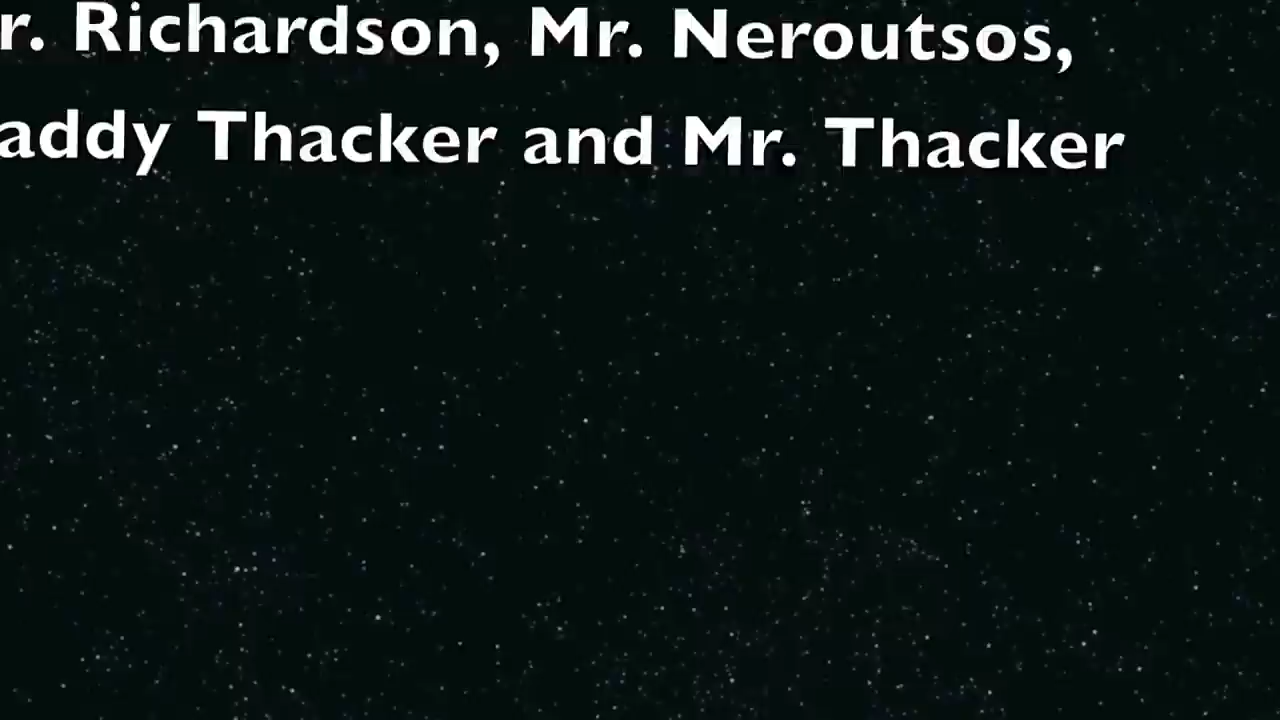 r. Richardson, Mr. Neroutsos,
addy Thacker and Mr. Thacker